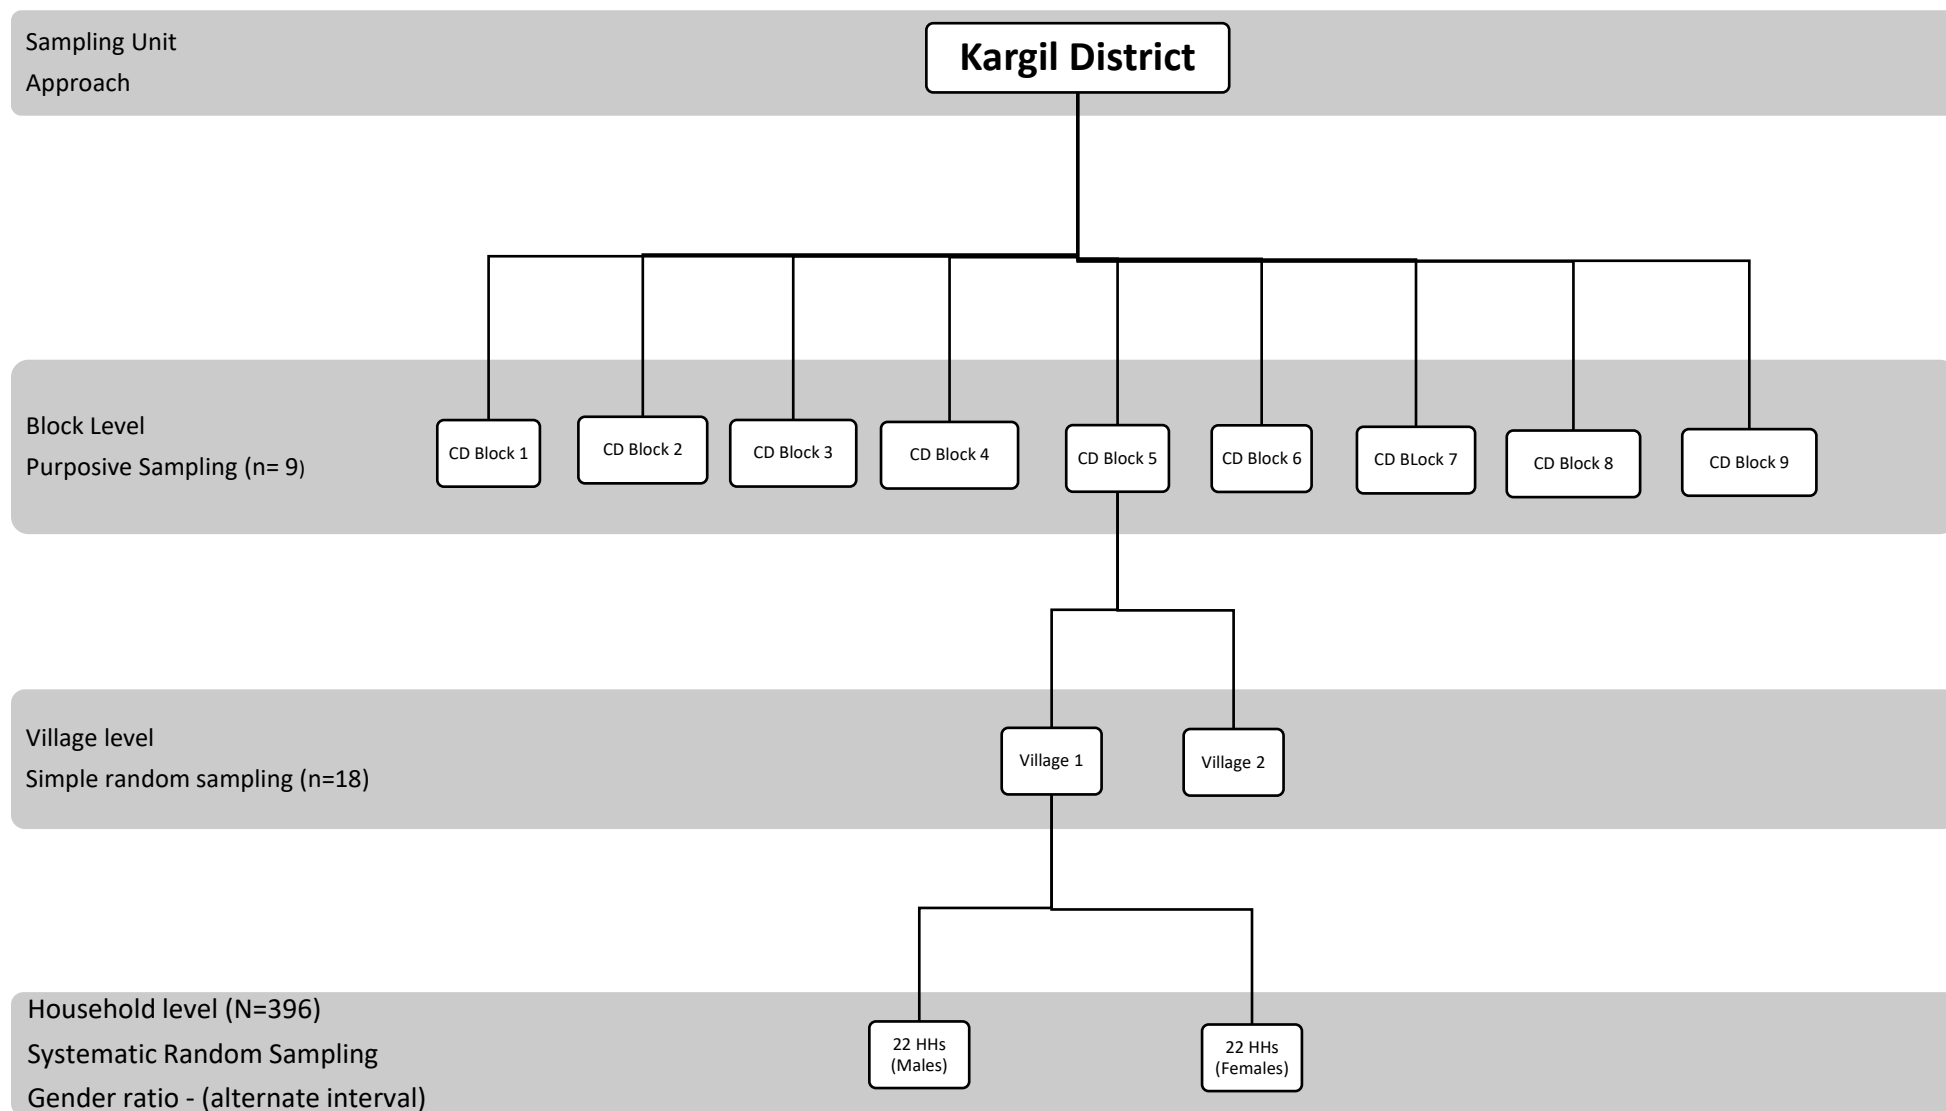 Sampling Unit
Approach
Kargil District
Block Level
Purposive Sampling (n= 9)
CD Block 1
CD Block 2
CD Block 3
CD Block 4
CD Block 5
CD Block 6
CD BLock 7
CD Block 8
CD Block 9
Village level
Simple random sampling (n=18)
Village 1
Village 2
Household level (N=396)
Systematic Random Sampling
Gender ratio - (alternate interval)
22 HHs
(Males)
22 HHs
(Females)